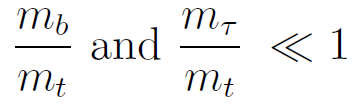 m_b/m_t and m_τ/m_t ≪ 1